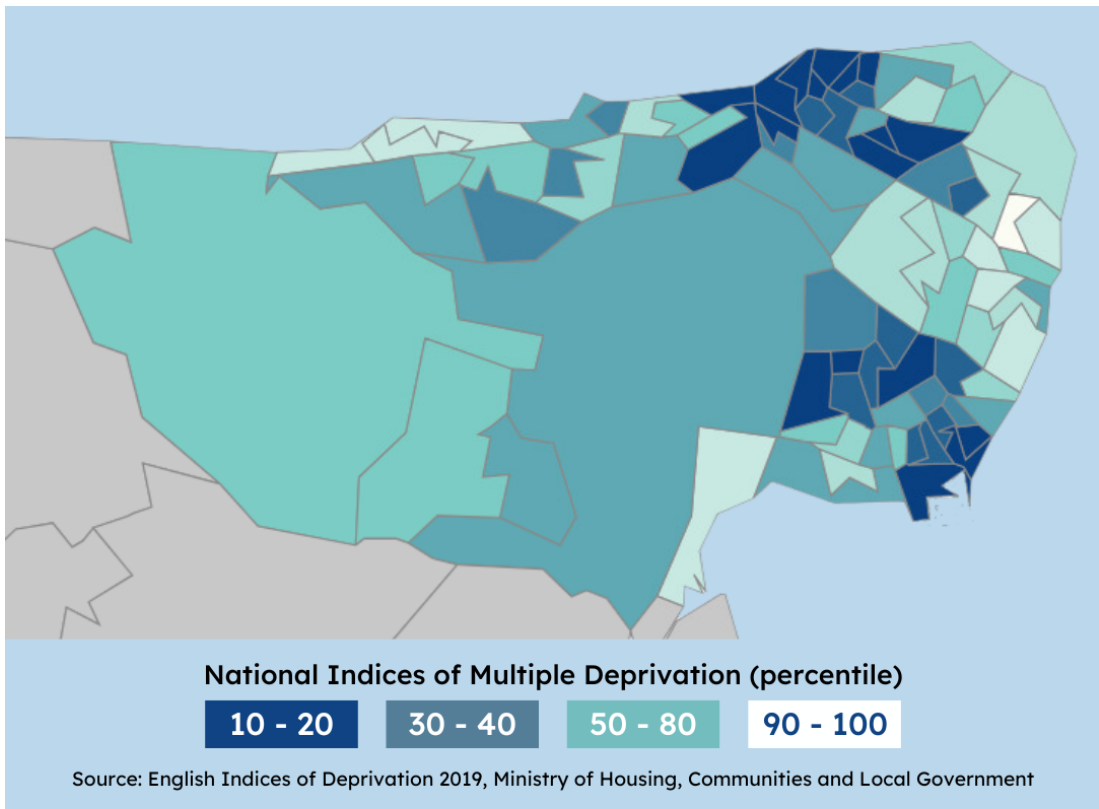 National Indices of Multiple Deprivation (percentile)
10 - 20
30 - 40
50 - 80
90 - 100
Source: English Indices of Deprivation 2019, Ministry of Housing, Communities and Local Government